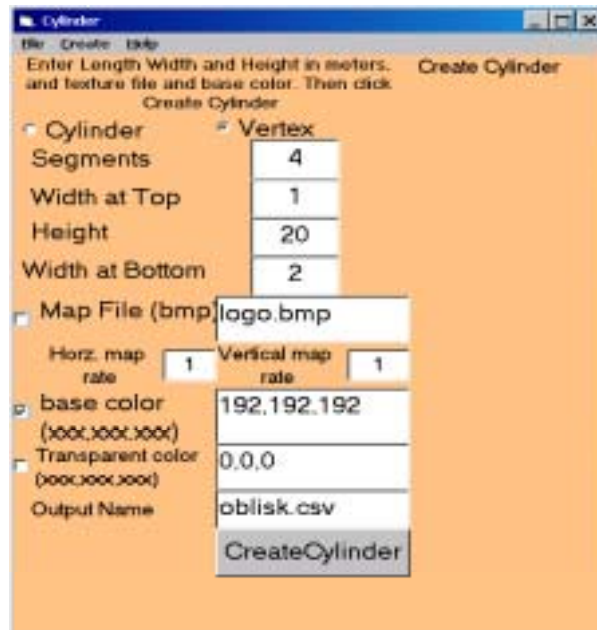 Cylinder
File Create Help
Enter Length Width and Height in meters, Create Cylinder
and texture file and base color. Then click
Create Cylinder
Cylinder Vertex
Segments 4
Width at Top 1
Height 20
Width at Bottom 2
Map File (bmp) logo.bmp
Horz. map Vertical map
rate 1 rate 1
base color 192,192,192
(xxx,xxx,xxx)
Transparent color 0,0,0
(xxx,xxx,xxx)
Output Name oblisk.csv
CreateCylinder